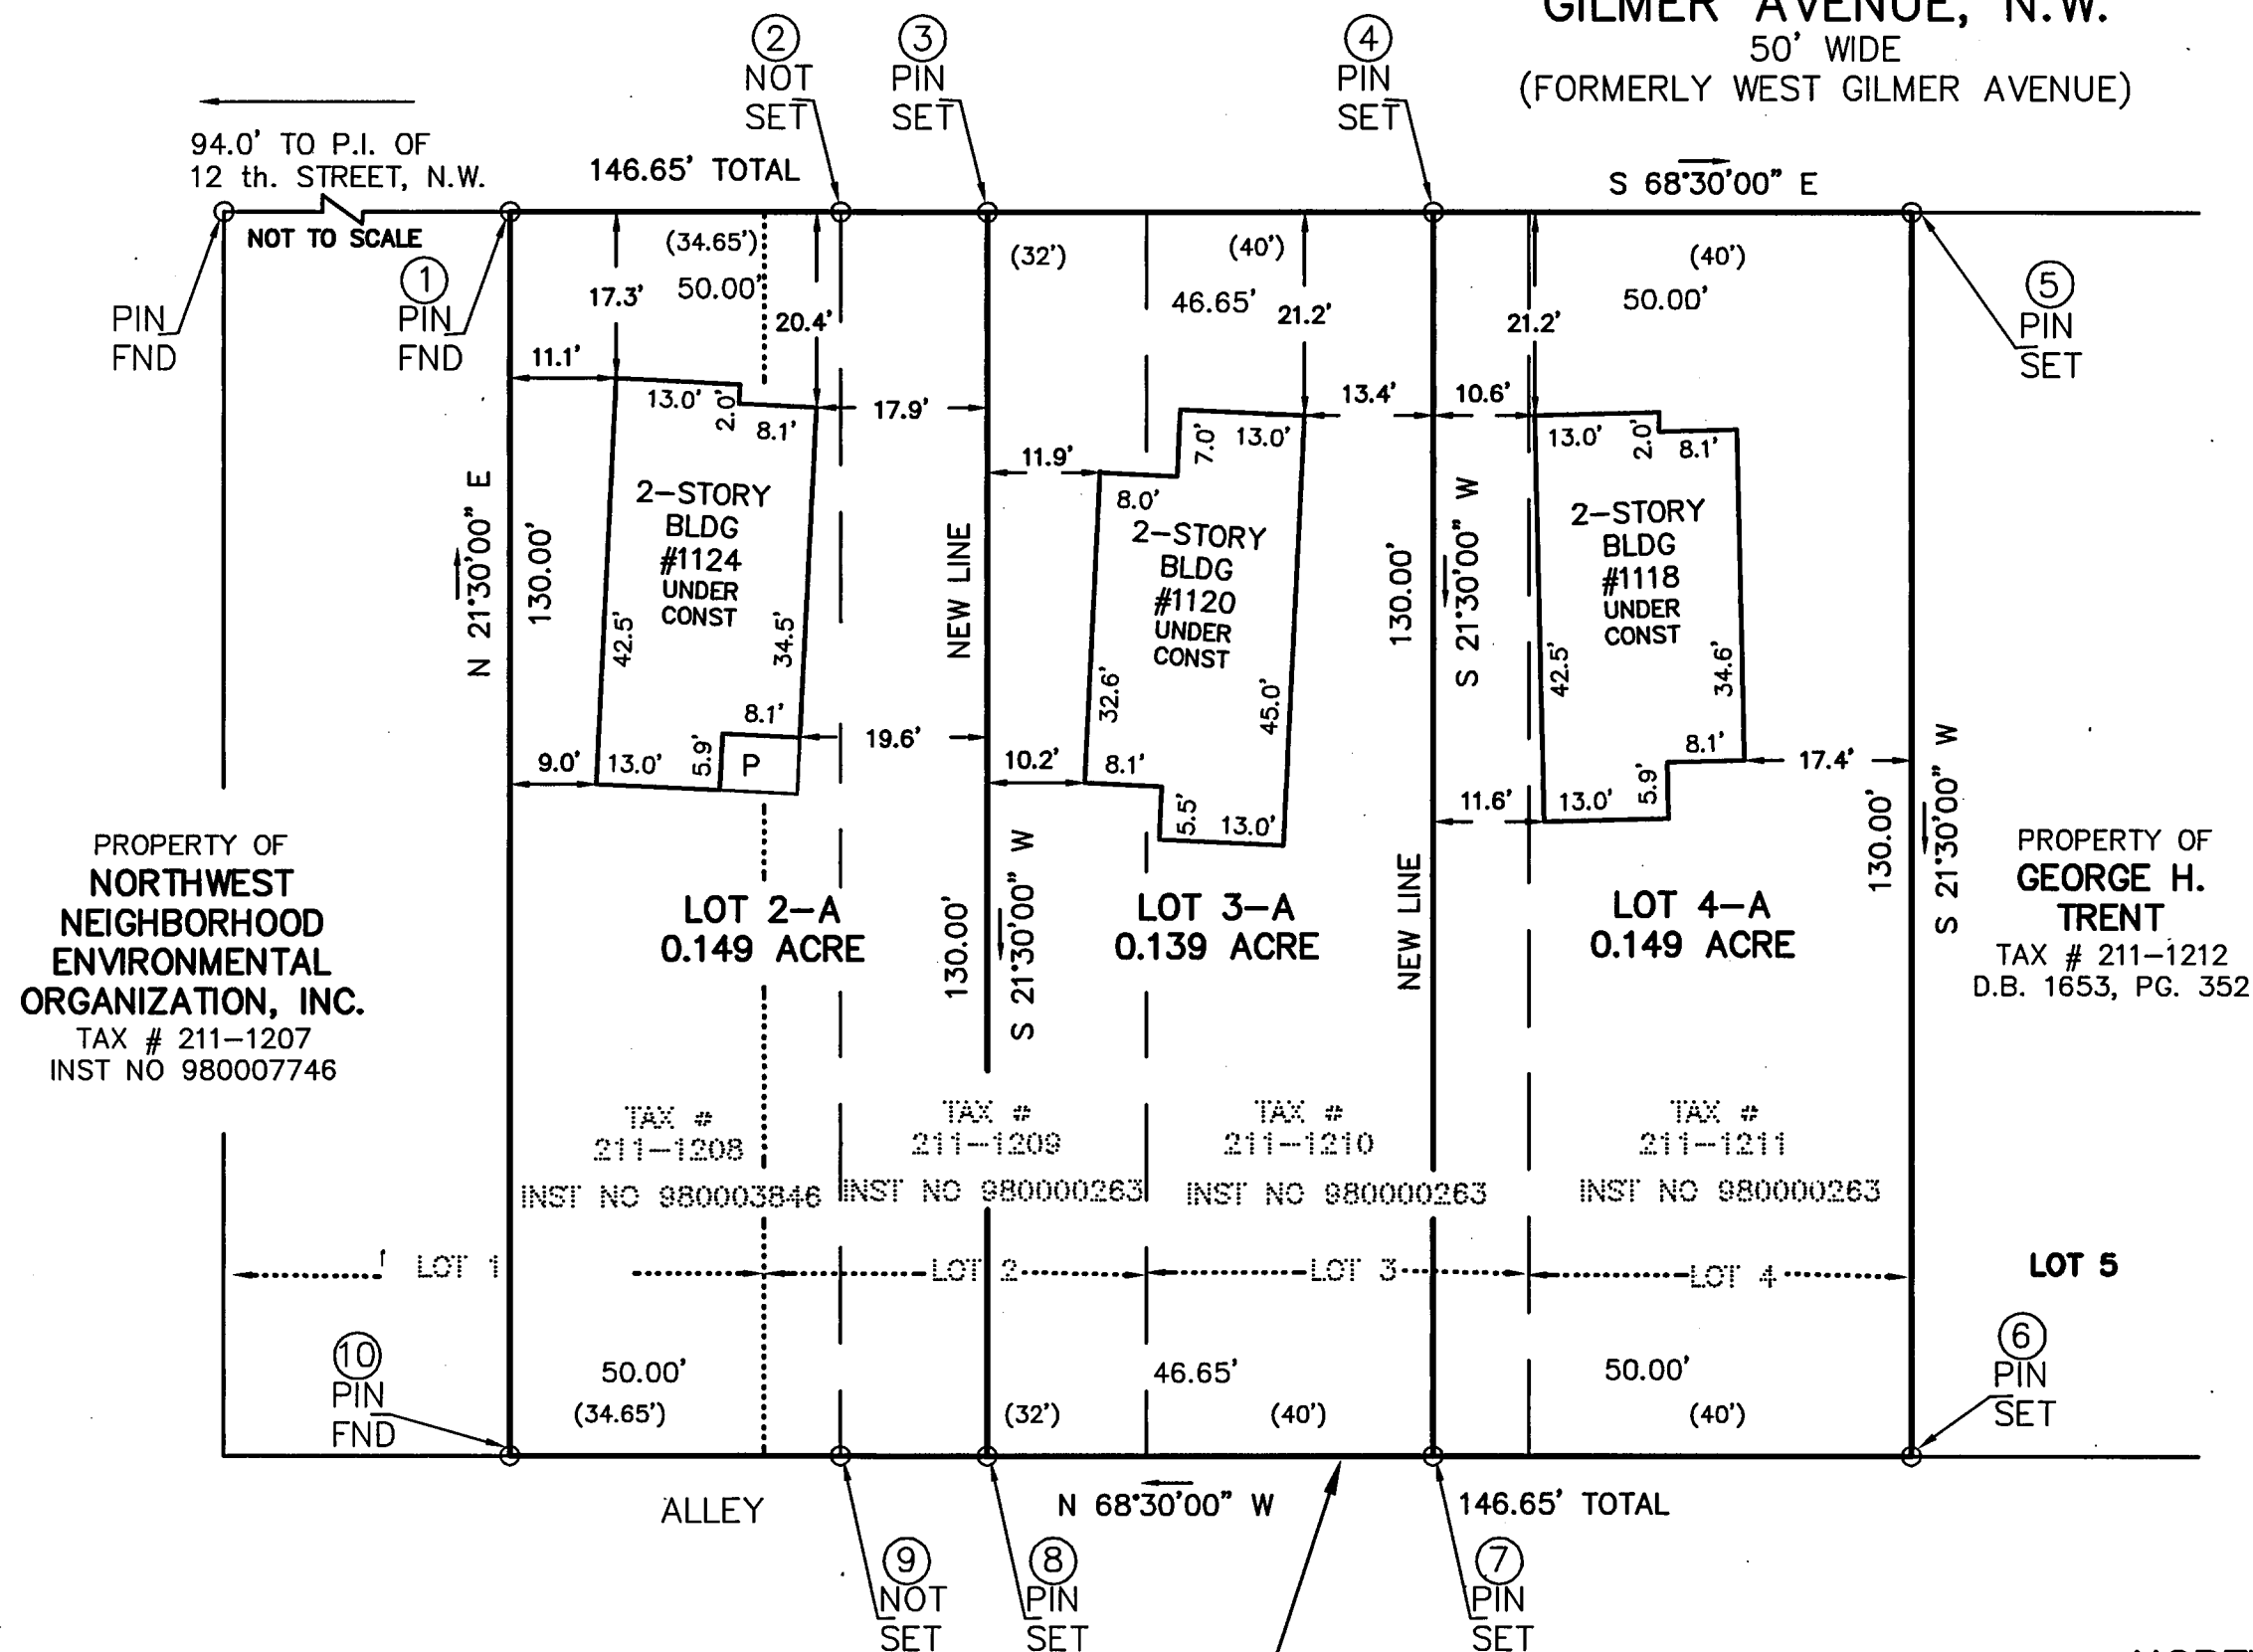 GILMER AVENUE, N.W.
50' WIDE
(FORMERLY WEST GILMER AVENUE)
2
NOT
SET
3
PIN
SET
4
PIN
SET
94.0' TO P.I. OF
12 th. STREET, N.W.
146.65' TOTAL
S 68°30'00" E
NOT TO SCALE
PIN
FND
1
PIN
FND
5
PIN
SET
(34.65')
50.00'
17.3'
20.4'
11.1'
13.0'
2.0'
8.1'
17.9'
2-STORY
BLDG
#1124
UNDER
CONST
42.5'
34.5'
8.1'
5.9'
P
13.0'
9.0'
19.6'
N 21°30'00" E
130.00'
(32')
(40')
46.65'
21.2'
13.4'
11.9'
7.0'
13.0'
8.0'
2-STORY
BLDG
#1120
UNDER
CONST
32.6'
45.0'
10.2'
8.1'
5.5'
13.0'
NEW LINE
130.00'
S 21°30'00" W
(40')
50.00'
21.2'
10.6'
13.0'
2.0'
8.1'
2-STORY
BLDG
#1118
UNDER
CONST
42.5'
34.6'
8.1'
5.9'
13.0'
11.6'
17.4'
130.00'
S 21°30'00" W
NEW LINE
130.00'
S 21°30'00" W
PROPERTY OF
NORTHWEST
NEIGHBORHOOD
ENVIRONMENTAL
ORGANIZATION, INC.
TAX # 211-1207
INST NO 980007746
LOT 2-A
0.149 ACRE
LOT 3-A
0.139 ACRE
LOT 4-A
0.149 ACRE
PROPERTY OF
GEORGE H.
TRENT
TAX # 211-1212
D.B. 1653, PG. 352
TAX #
211-1208
INST NO 980003846
TAX #
211-1209
INST NO 980000263
TAX #
211-1210
INST NO 980000263
TAX #
211-1211
INST NO 980000263
LOT 1
LOT 2
LOT 3
LOT 4
LOT 5
10
PIN
FND
50.00'
(34.65')
(32')
46.65'
(40')
50.00'
(40')
6
PIN
SET
ALLEY
N 68°30'00" W
146.65' TOTAL
9
NOT
SET
8
PIN
SET
7
PIN
SET